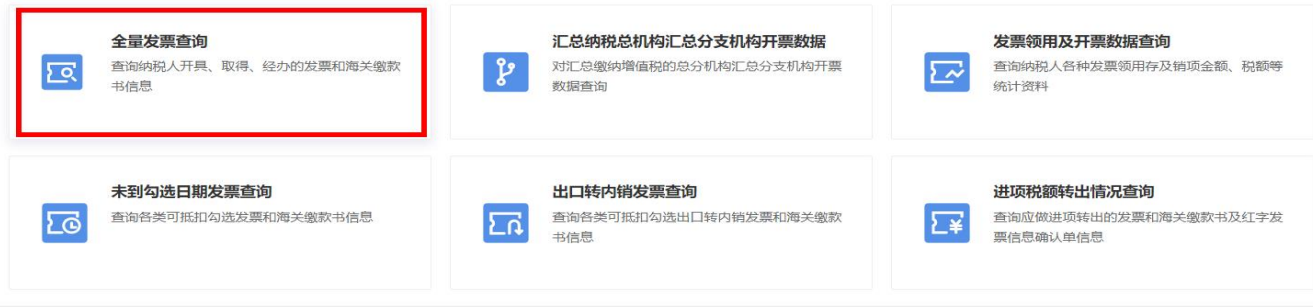 全量发票查询
查询纳税人开具、取得、经办的发票和海关缴款
书信息
汇总纳税总机构汇总分支机构开票数据
对汇总缴纳增值税的总分机构汇总分支机构开票
数据查询
发票领用及开票数据查询
查询纳税人各种发票领用存及销项金额、税额等
统计资料
未到勾选日期发票查询
查询各类可抵扣勾选发票和海关缴款书信息
出口转内销发票查询
查询各类可抵扣勾选出口转内销发票和海关缴款
书信息
进项税额转出情况查询
查询应做进项转出的发票和海关缴款书及红字发
票信息确认单信息